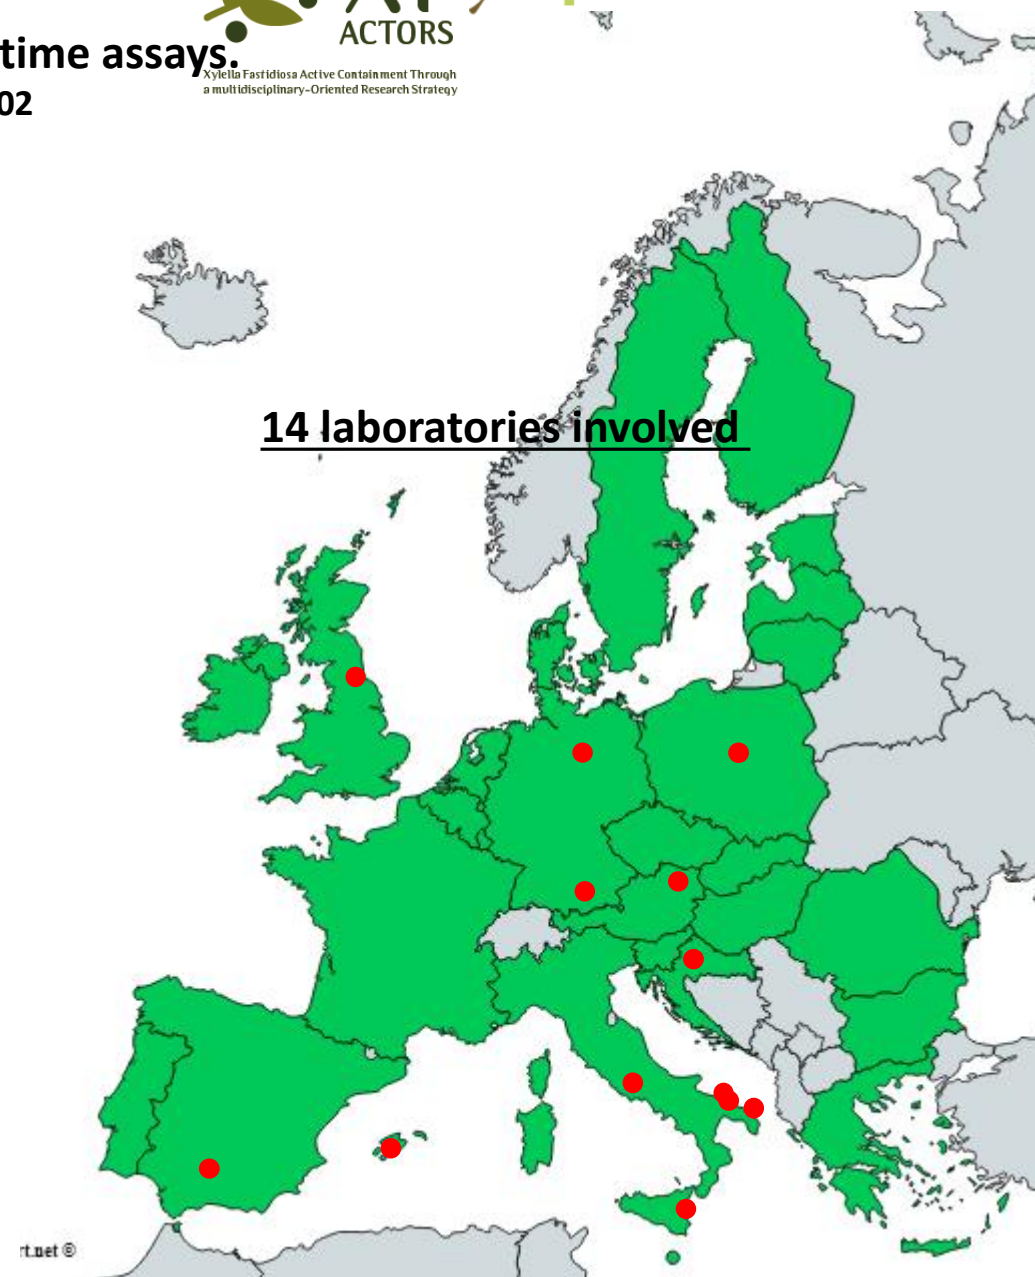 time assays.
02
ACTORS
Xylella Fastidiosa Active Containment Through
a multidisciplinary-Oriented Research Strategy
14 laboratories involved
rt.net ©